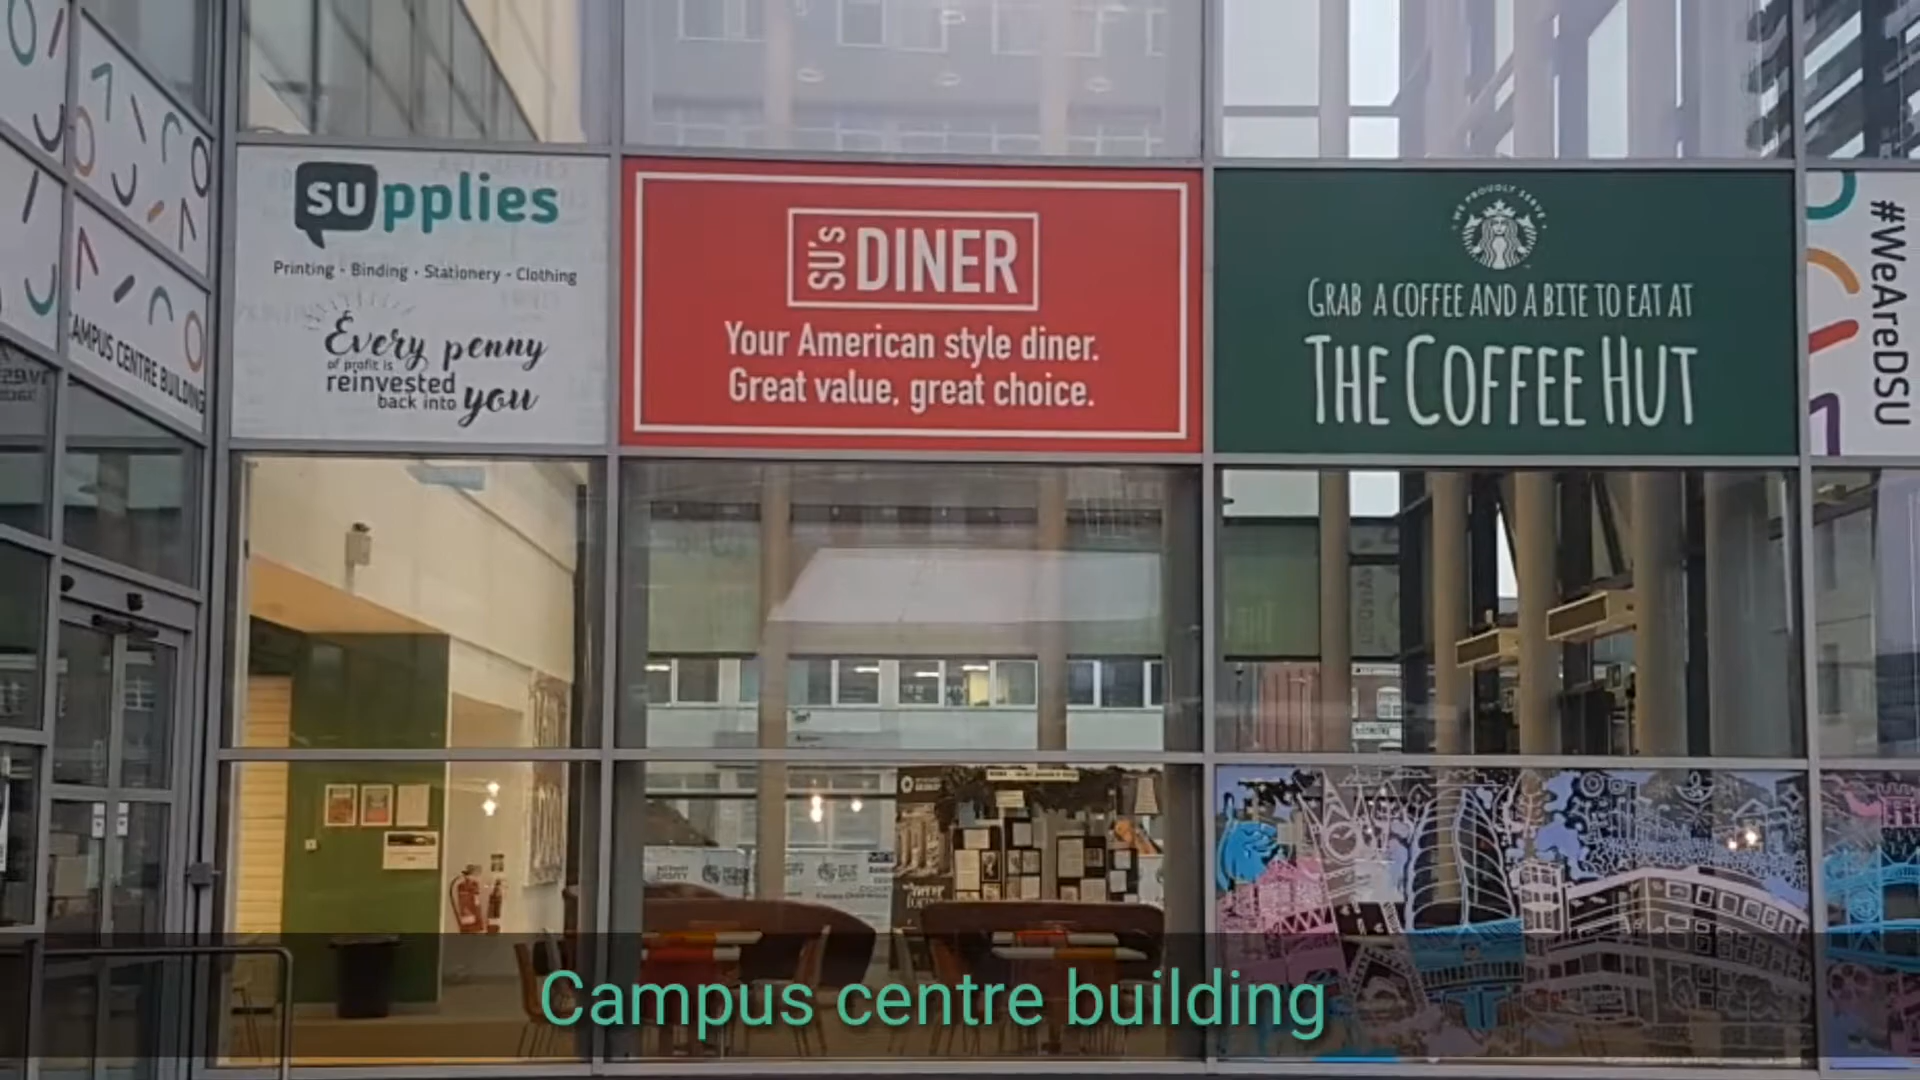 CAMPUS CENTRE BUILDING
supplies
Printing - Binding - Stationery - Clothing
Every penny
of profit is
reinvested
back into you
SU's DINER
Your American style diner.
Great value, great choice.
WE PROUDLY SERVE
GRAB A COFFEE AND A BITE TO EAT AT
THE COFFEE HUT
#WeAreDSU
Campus centre building